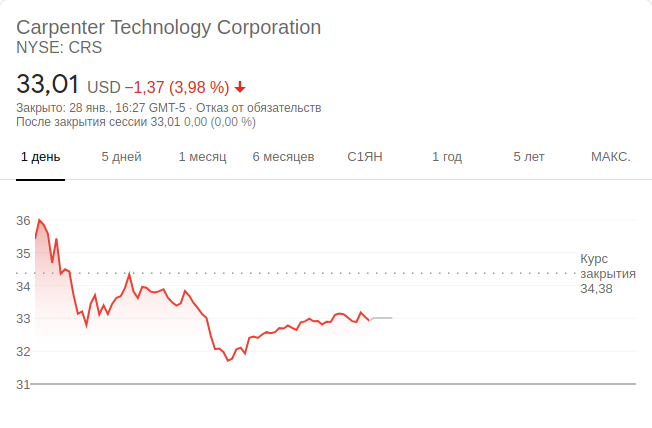 Carpenter Technology Corporation
NYSE: CRS
33,01 USD −1,37 (3,98 %)
Закрыто: 28 янв., 16:27 GMT-5 · Отказ от обязательств
После закрытия сессии 33,01 0,00 (0,00 %)
1 день 5 дней 1 месяц 6 месяцев С1ЯН 1 год 5 лет МАКС.
36
35
34
33
32
31
Курс
закрытия
34,38